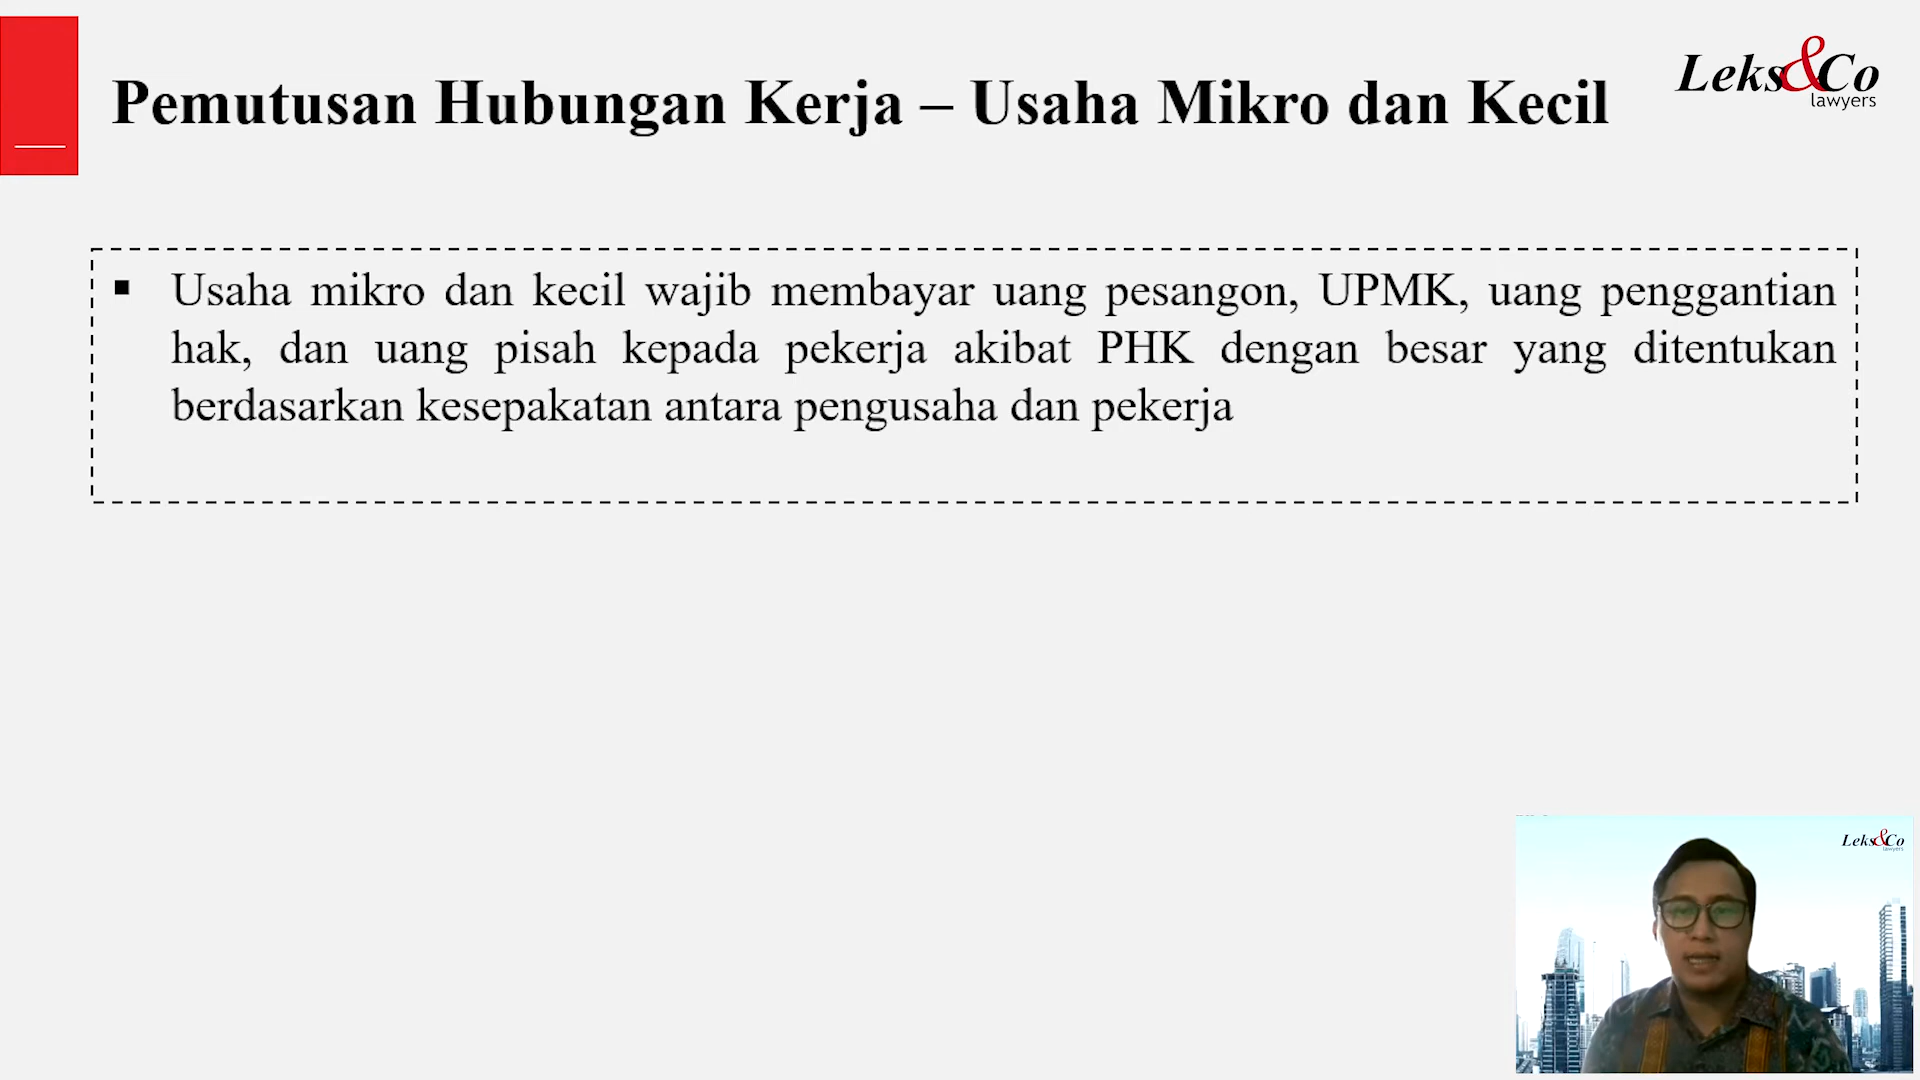 Pemutusan Hubungan Kerja – Usaha Mikro dan Kecil
Leks&Co
lawyers
▪ Usaha mikro dan kecil wajib membayar uang pesangon, UPMK, uang penggantian
hak, dan uang pisah kepada pekerja akibat PHK dengan besar yang ditentukan
berdasarkan kesepakatan antara pengusaha dan pekerja
Leks&Co
lawyers